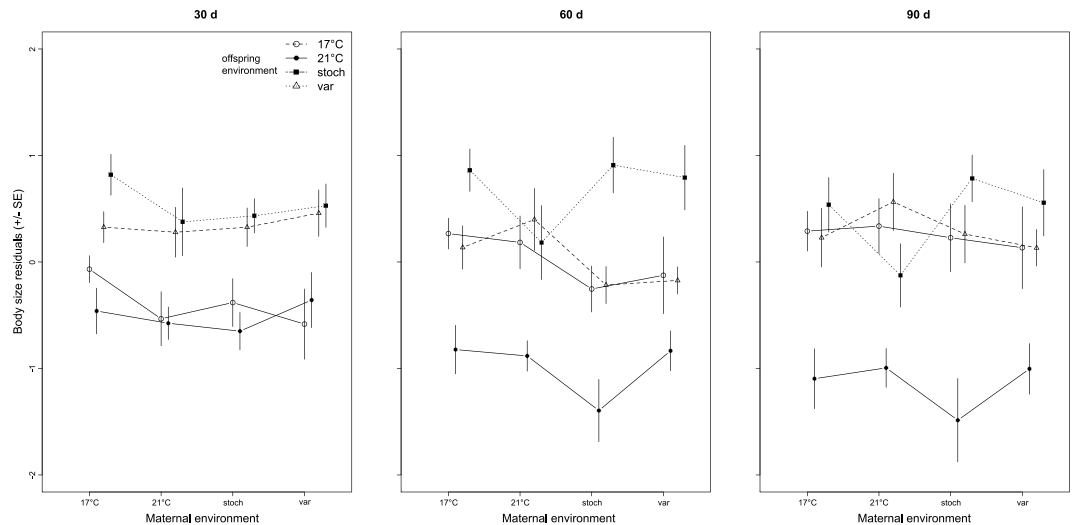 30 d
60 d
90 d
Body size residuals (+/- SE)
2
1
0
-1
-2
offspring
environment
17°C
21°C
stoch
var
17°C
21°C
stoch
var
Maternal environment
17°C
21°C
stoch
var
Maternal environment
17°C
21°C
stoch
var
Maternal environment